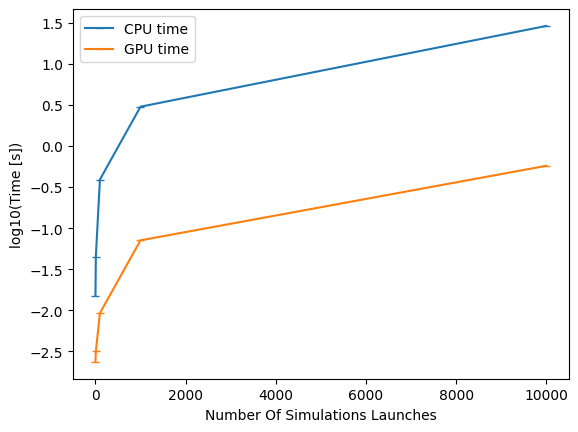 CPU time
GPU time
1.5
1.0
0.5
0.0
−0.5
−1.0
−1.5
−2.0
−2.5
log10(Time [s])
0 2000 4000 6000 8000 10000
Number Of Simulations Launches